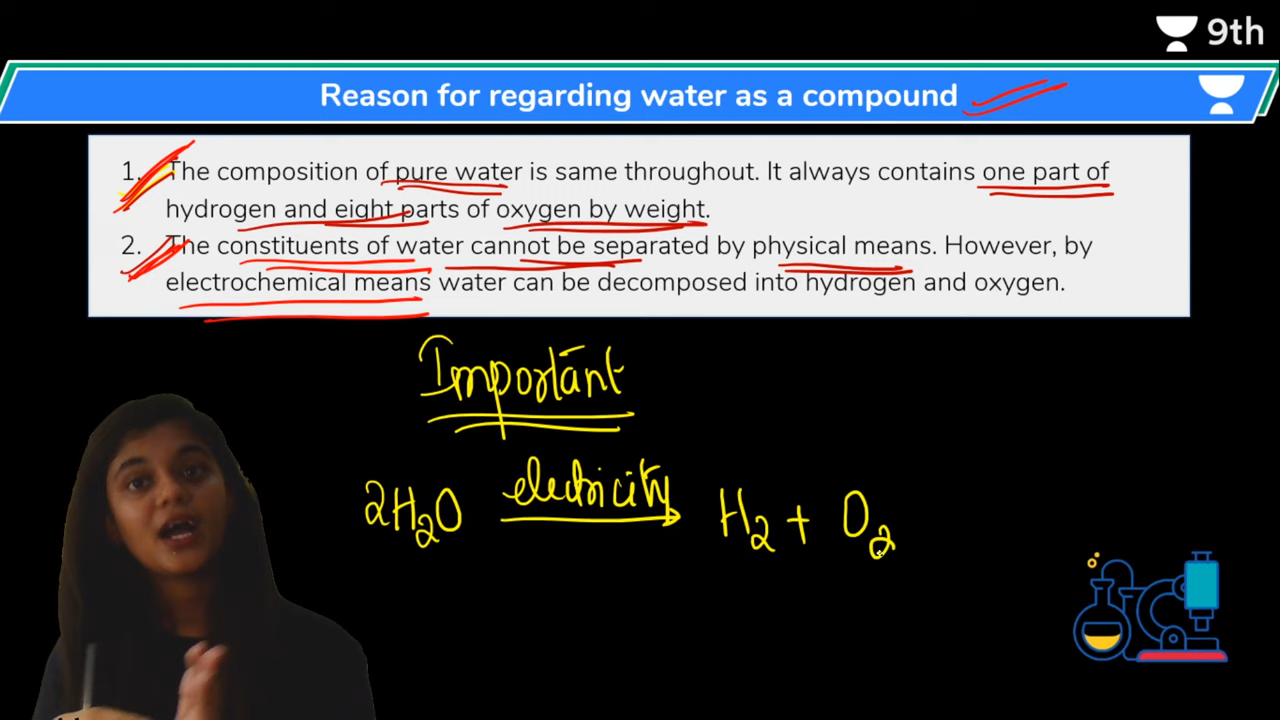 9th
Reason for regarding water as a compound
1. The composition of pure water is same throughout. It always contains one part of
hydrogen and eight parts of oxygen by weight.
2. The constituents of water cannot be separated by physical means. However, by
electrochemical means water can be decomposed into hydrogen and oxygen.
Important
2H₂O electricity → H₂ + O₂